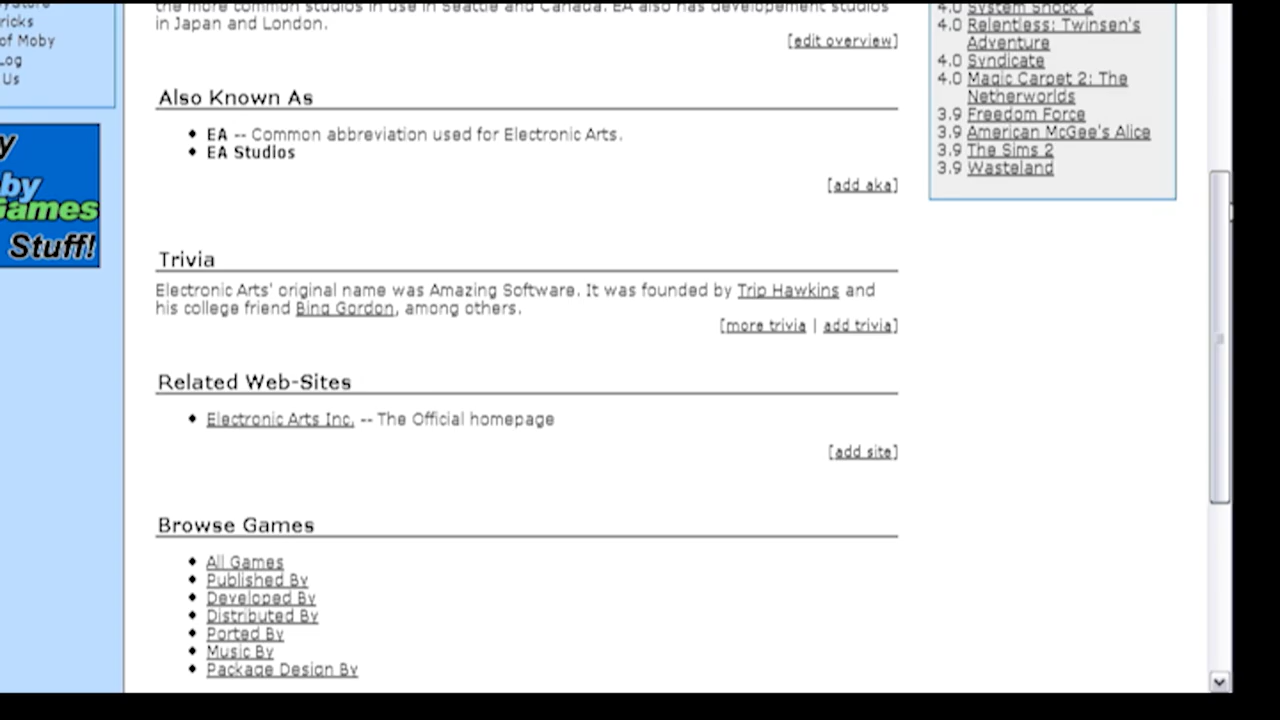 ricks
of Moby
Log
Us
y
by
Games
Stuff!
the more common studios in use in Seattle and Canada. EA also has developement studios
in Japan and London.
[edit overview]
Also Known As
EA -- Common abbreviation used for Electronic Arts.
EA Studios
[add aka]
Trivia
Electronic Arts' original name was Amazing Software. It was founded by Trip Hawkins and
his college friend Bing Gordon, among others.
[more trivia | add trivia]
Related Web-Sites
Electronic Arts Inc. -- The Official homepage
[add site]
Browse Games
All Games
Published By
Developed By
Distributed By
Ported By
Music By
Package Design By
4.0 System Shock 2
4.0 Relentless: Twinsen's
Adventure
4.0 Syndicate
4.0 Magic Carpet 2: The
Netherworlds
3.9 Freedom Force
3.9 American McGee's Alice
3.9 The Sims 2
3.9 Wasteland